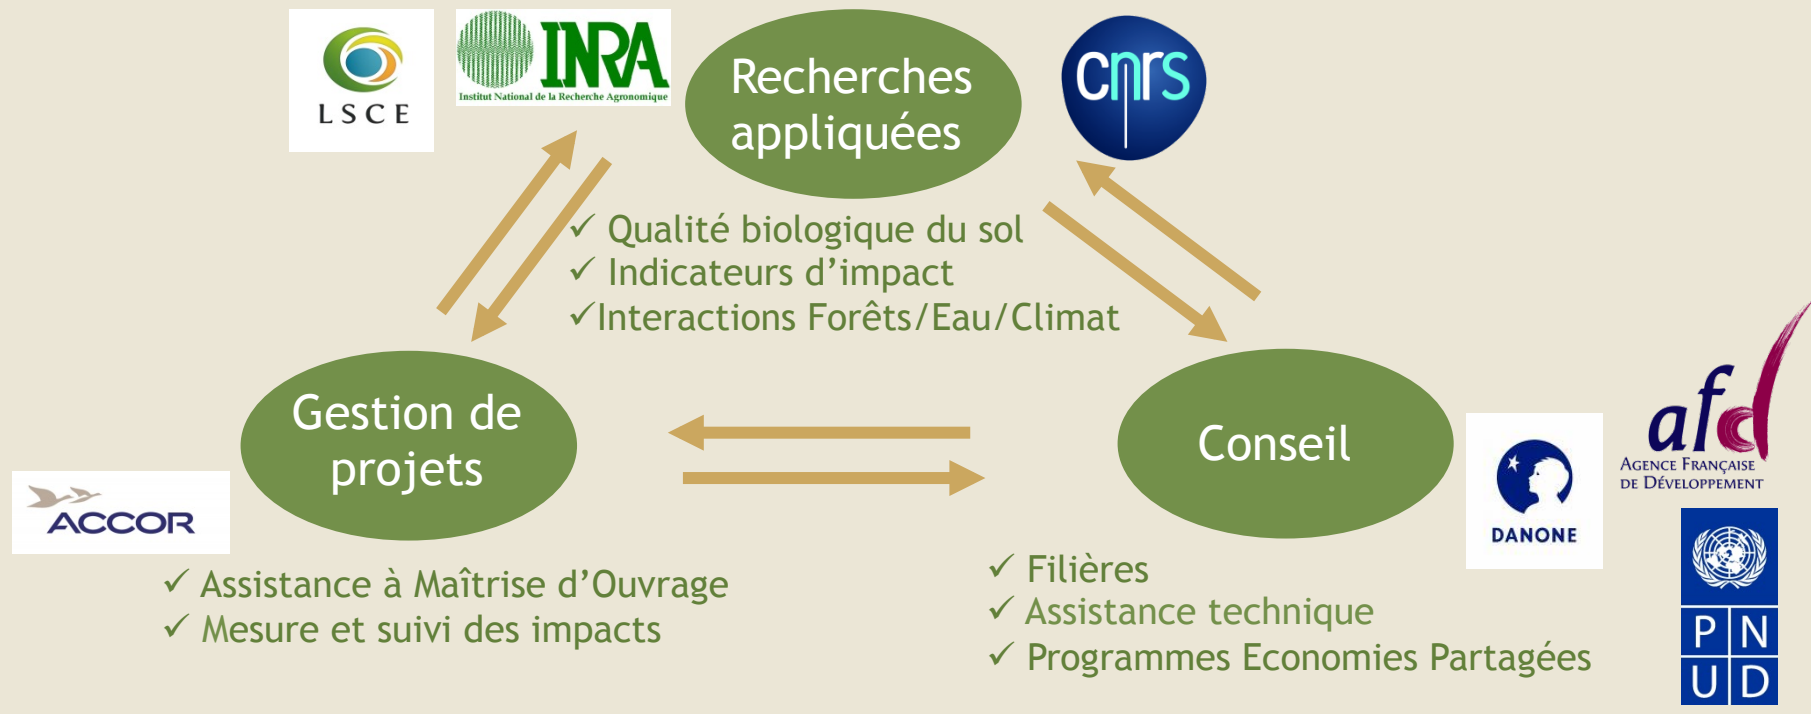 LSCE
INRA
Institut National de la Recherche Agronomique
Recherches
appliquées
cnrs
✓ Qualité biologique du sol
✓ Indicateurs d’impact
✓Interactions Forêts/Eau/Climat
Gestion de
projets
ACCOR
✓ Assistance à Maîtrise d’Ouvrage
✓ Mesure et suivi des impacts
Conseil
DANONE
afd
AGENCE FRANÇAISE
DE DÉVELOPPEMENT
✓ Filières
✓ Assistance technique
✓ Programmes Economies Partagées
P N
U D